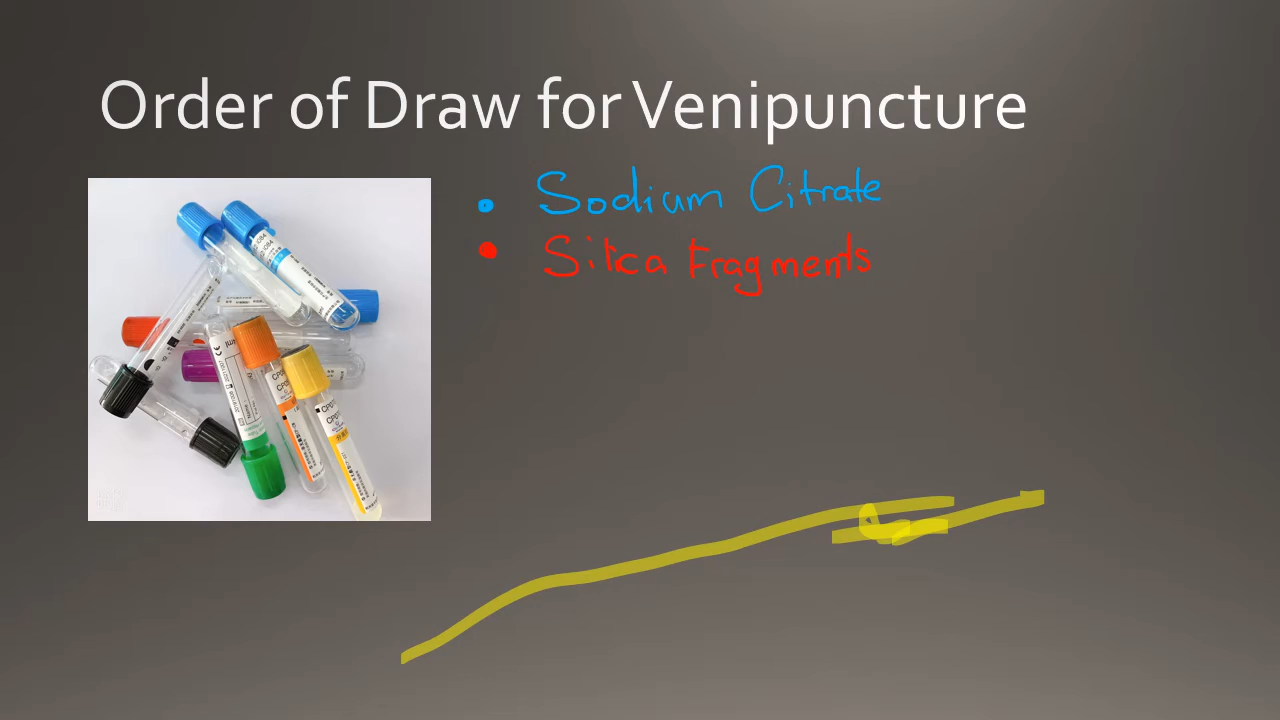 Order of Draw for Venipuncture
Sodium Citrate
Silica Fragments